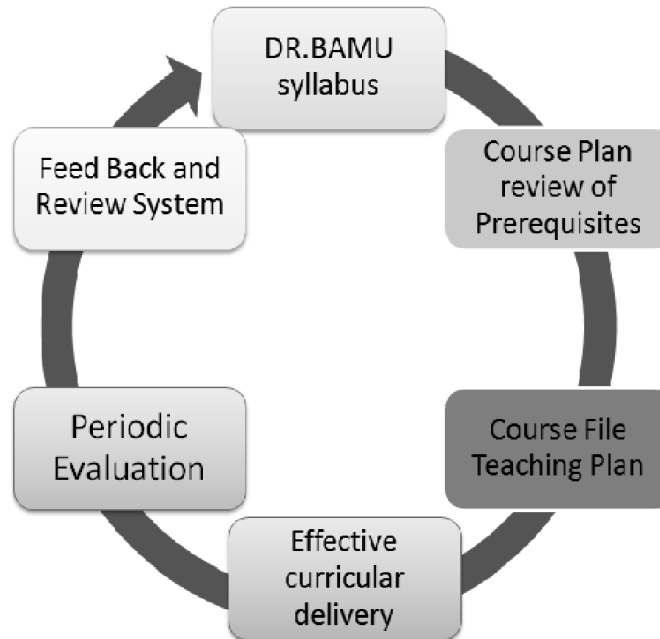 DR.BAMU
syllabus
Course Plan
review of
Prerequisites
Course File
Teaching Plan
Effective
curricular
delivery
Periodic
Evaluation
Feed Back and
Review System